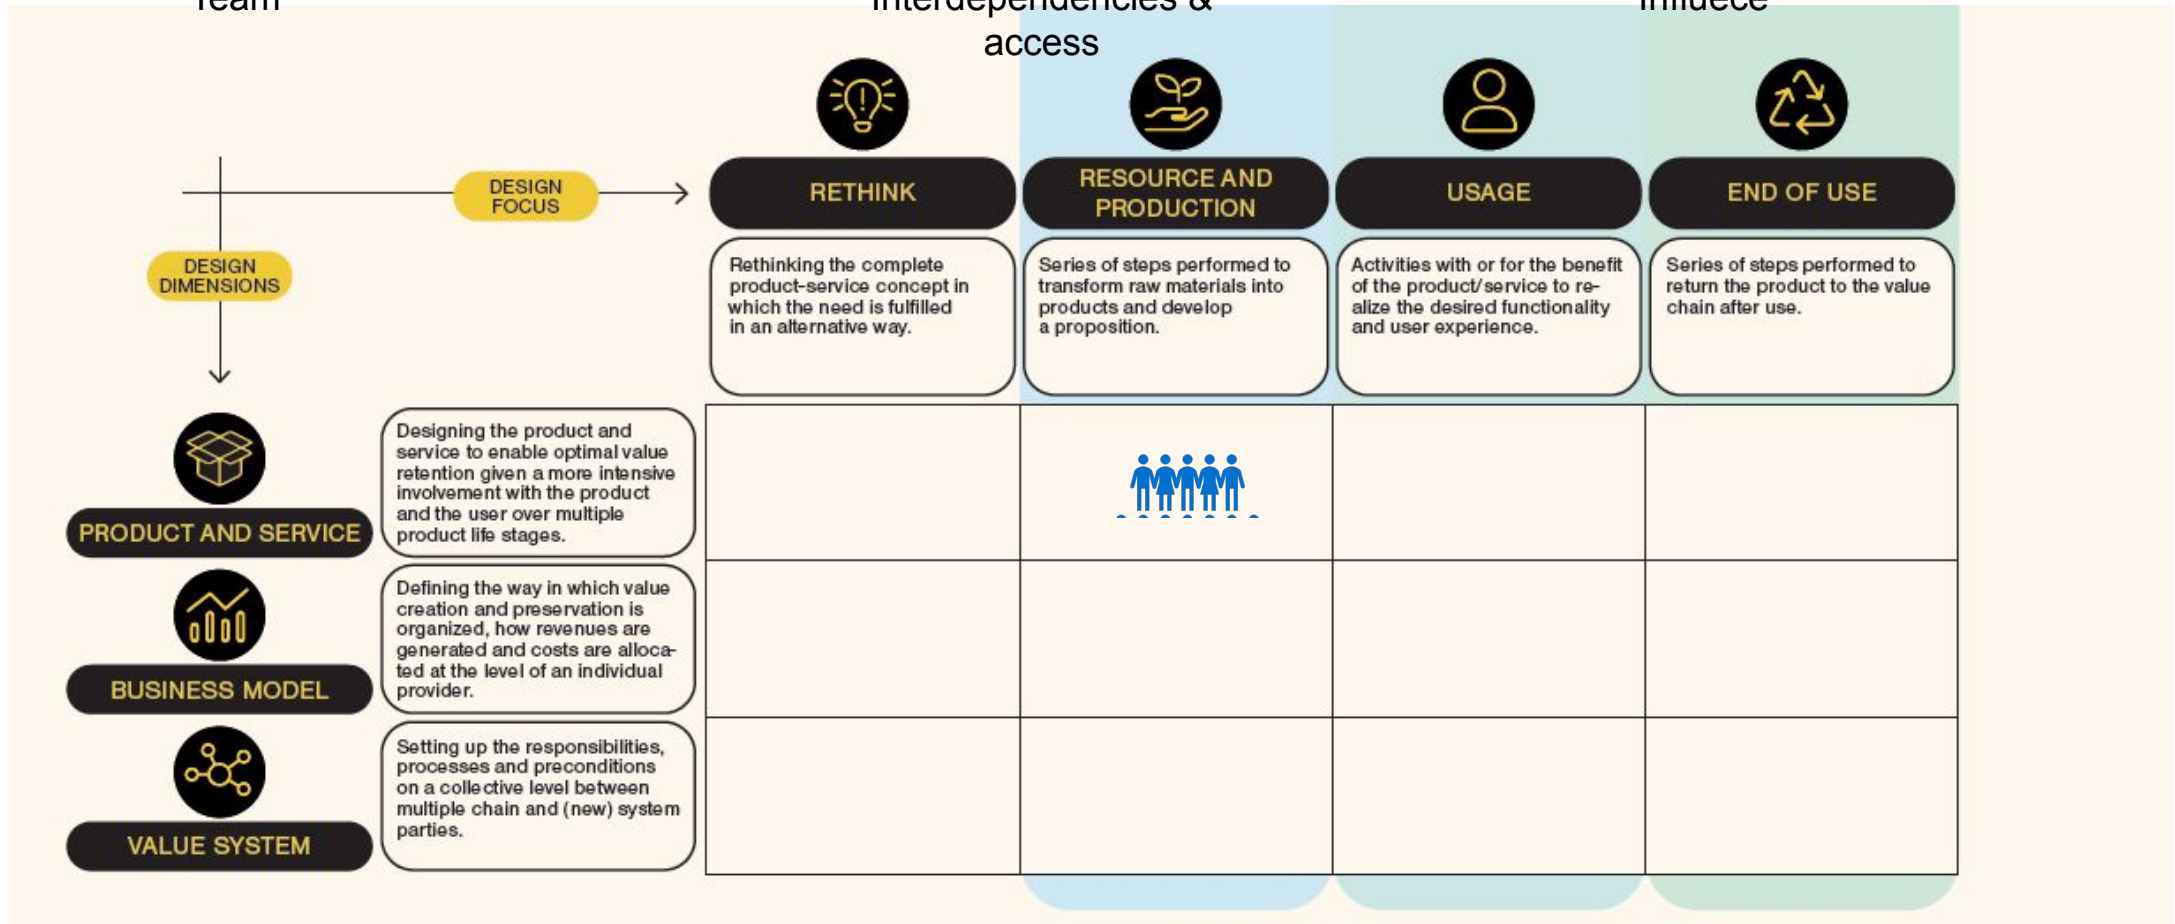 Team
Interdependencies &
access
Influece
DESIGN
FOCUS
DESIGN
DIMENSIONS
RETHINK
RESOURCE AND
PRODUCTION
USAGE
END OF USE
Rethinking the complete
product-service concept in
which the need is fulfilled
in an alternative way.
Series of steps performed to
transform raw materials into
products and develop
a proposition.
Activities with or for the benefit
of the product/service to re-
alize the desired functionality
and user experience.
Series of steps performed to
return the product to the value
chain after use.
PRODUCT AND SERVICE
Designing the product and
service to enable optimal value
retention given a more intensive
involvement with the product
and the user over multiple
product life stages.
BUSINESS MODEL
Defining the way in which value
creation and preservation is
organized, how revenues are
generated and costs are alloca-
ted at the level of an individual
provider.
VALUE SYSTEM
Setting up the responsibilities,
processes and preconditions
on a collective level between
multiple chain and (new) system
parties.